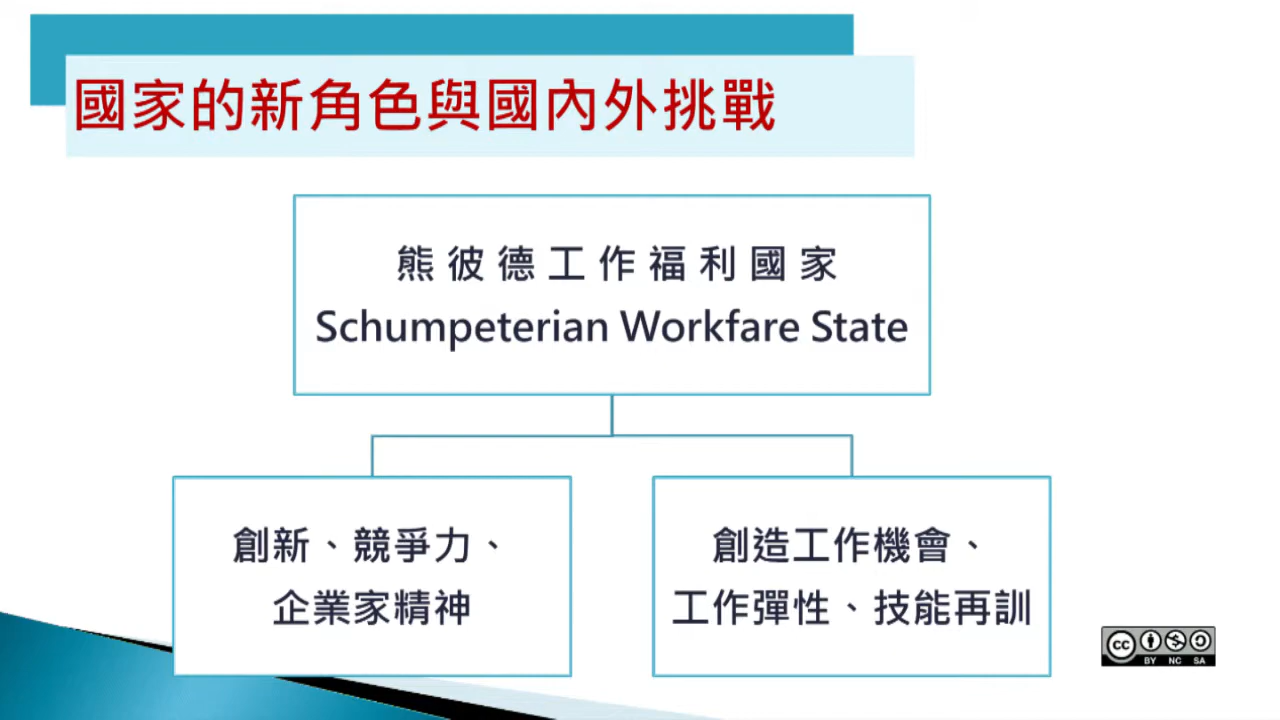 國家的新角色與國內外挑戰
熊彼德工作福利國家
Schumpeterian Workfare State
創新、競爭力、
企業家精神
創造工作機會、
工作彈性、技能再訓
cc
BY NC SA